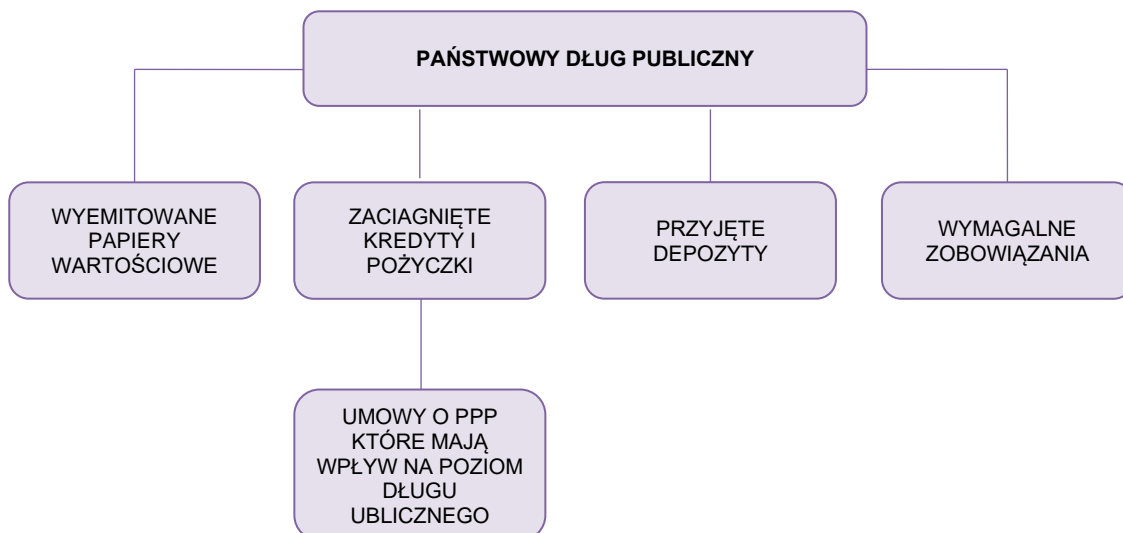 PAŃSTWOWY DŁUG PUBLICZNY
WYEMITOWANE
PAPIERY
WARTOŚCIOWE
ZACIAGNIĘTE
KREDYTY I
POŻYCZKI
PRZYJĘTE
DEPOZYTY
WYMAGALNE
ZOBOWIĄZANIA
UMOWY O PPP
KTÓRE MAJĄ
WPŁYW NA POZIOM
DŁUGU
UBLICZNEGO